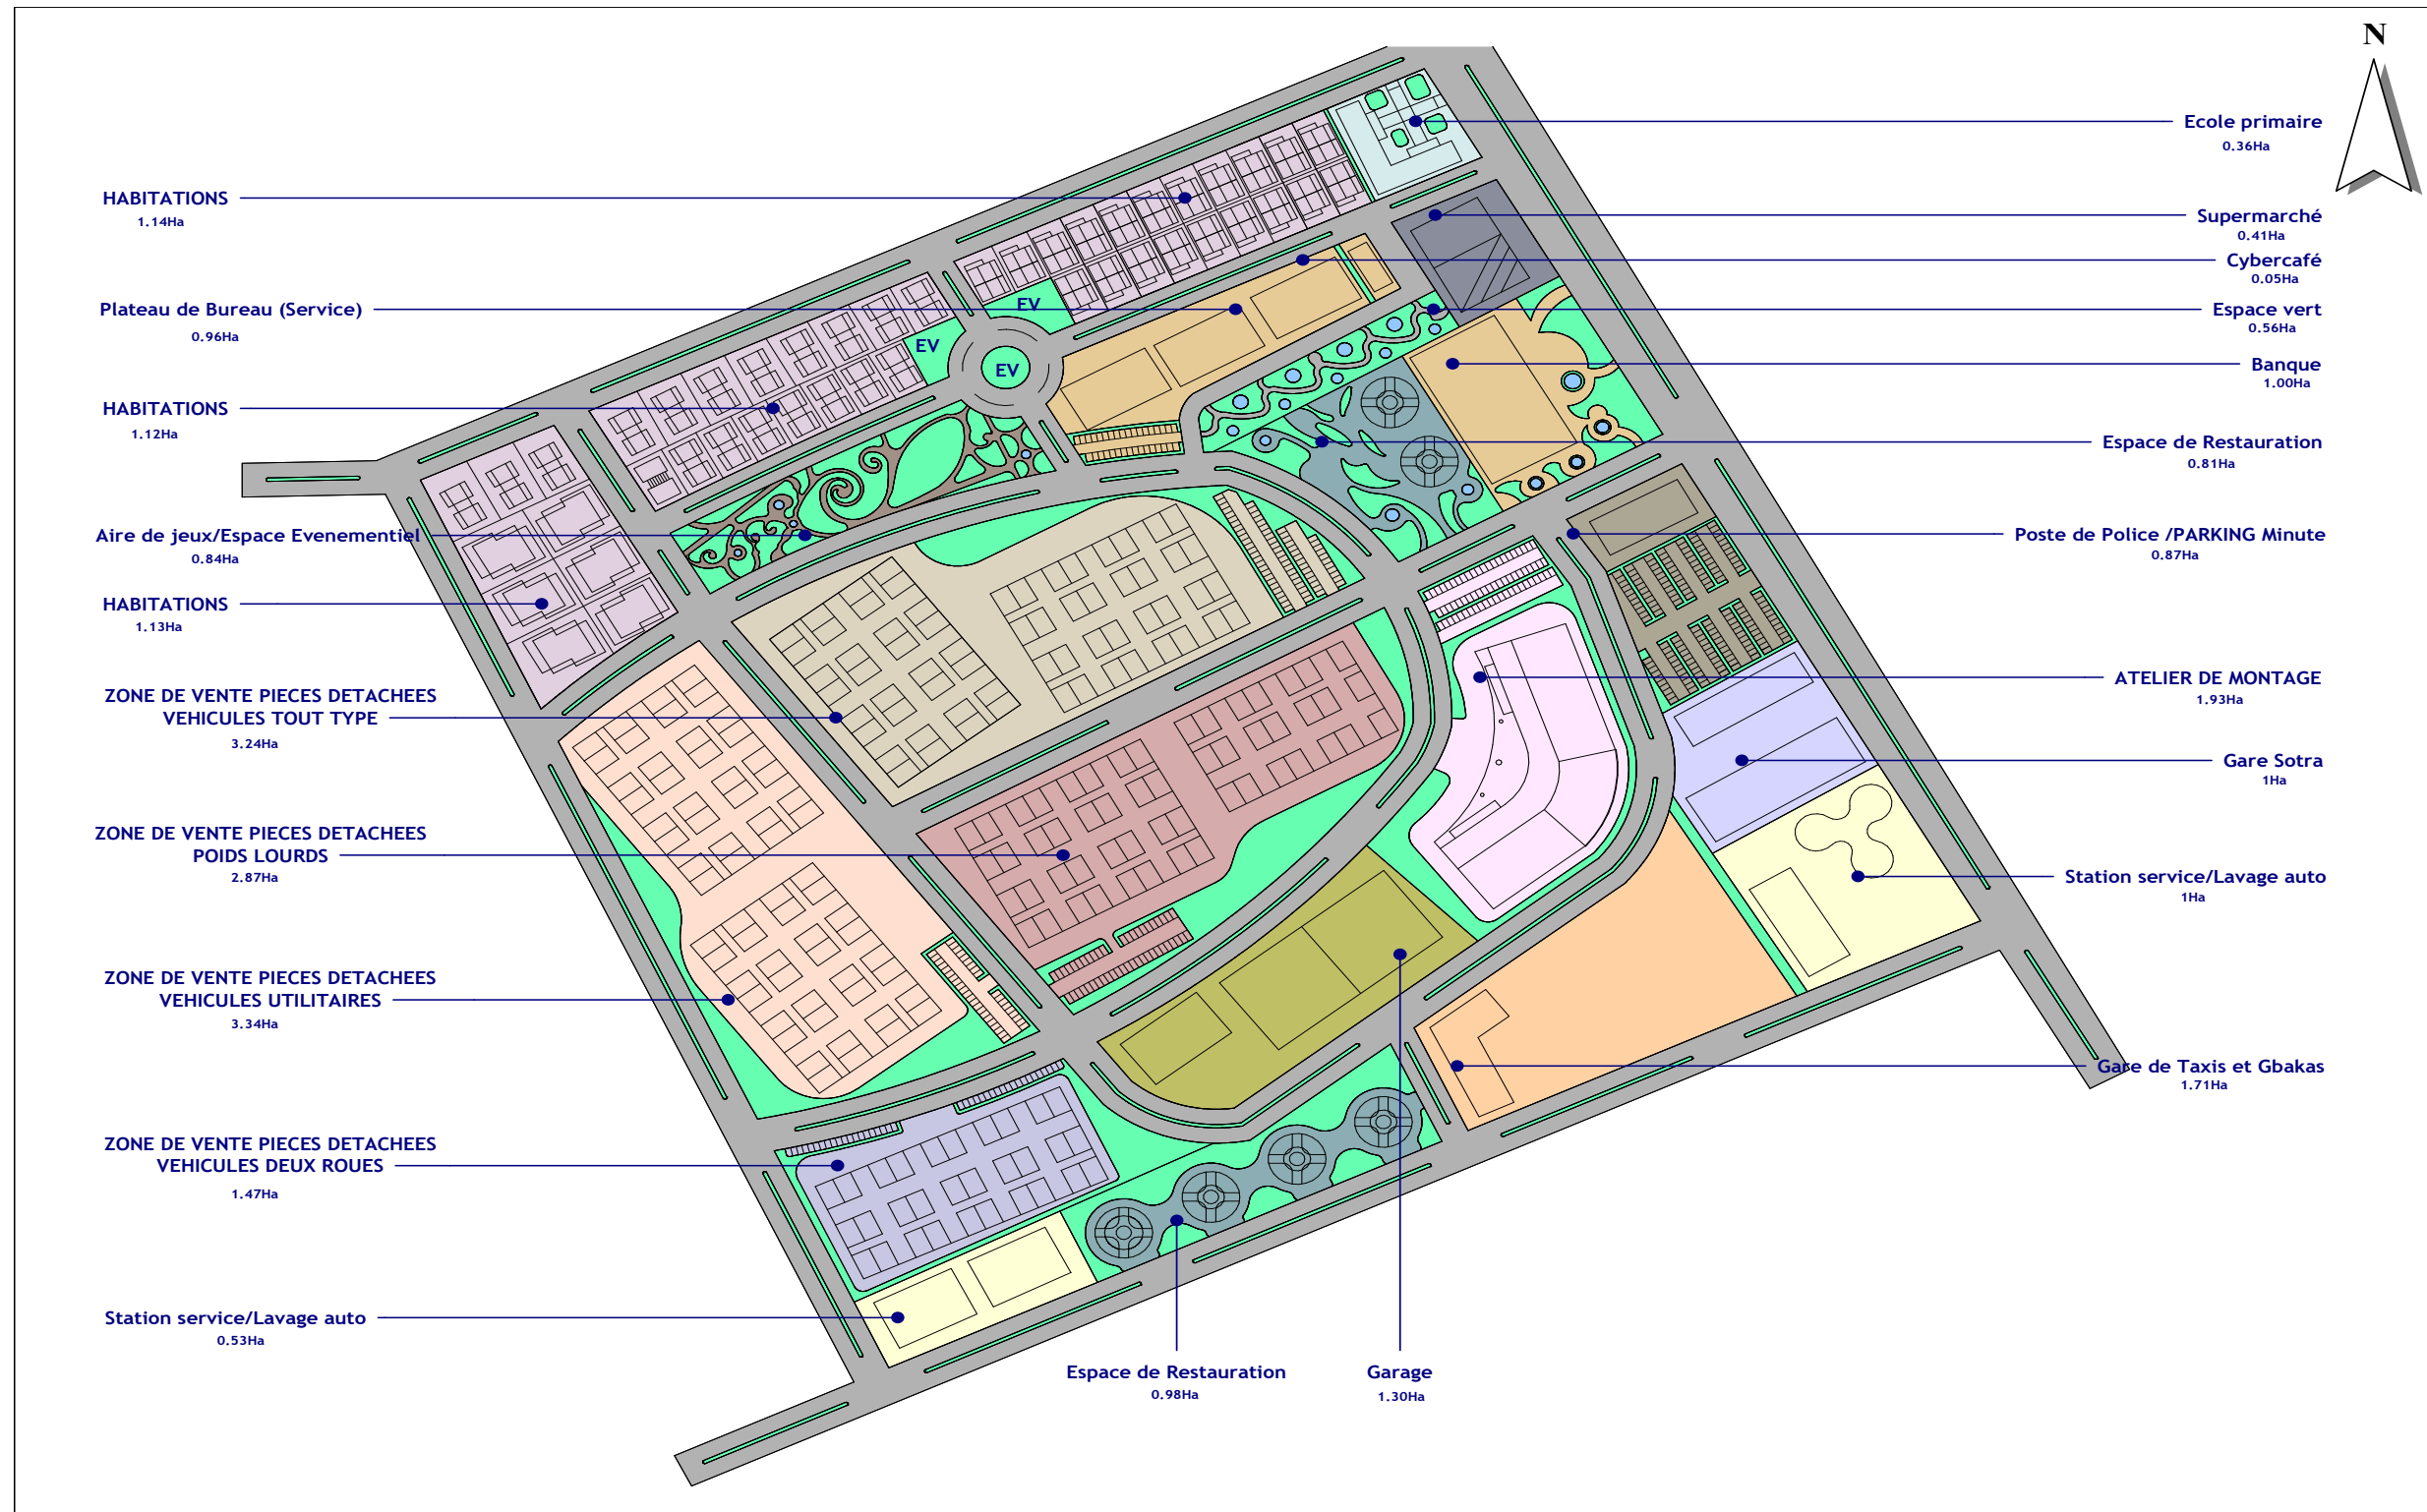 N
Ecole primaire
0.36Ha
HABITATIONS
1.14Ha
Supermarché
0.41Ha
Cybercafé
0.05Ha
Plateau de Bureau (Service)
0.96Ha
EV
EV
EV
Espace vert
0.56Ha
Banque
1.00Ha
HABITATIONS
1.12Ha
Espace de Restauration
0.81Ha
Aire de jeux/Espace Evenementiel
0.84Ha
Poste de Police /PARKING Minute
0.87Ha
HABITATIONS
1.13Ha
ZONE DE VENTE PIECES DETACHEES
VEHICULES TOUT TYPE
3.24Ha
ATELIER DE MONTAGE
1.93Ha
Gare Sotra
1Ha
ZONE DE VENTE PIECES DETACHEES
POIDS LOURDS
2.87Ha
Station service/Lavage auto
1Ha
ZONE DE VENTE PIECES DETACHEES
VEHICULES UTILITAIRES
3.34Ha
Gare de Taxis et Gbakas
1.71Ha
ZONE DE VENTE PIECES DETACHEES
VEHICULES DEUX ROUES
1.47Ha
Station service/Lavage auto
0.53Ha
Espace de Restauration
0.98Ha
Garage
1.30Ha